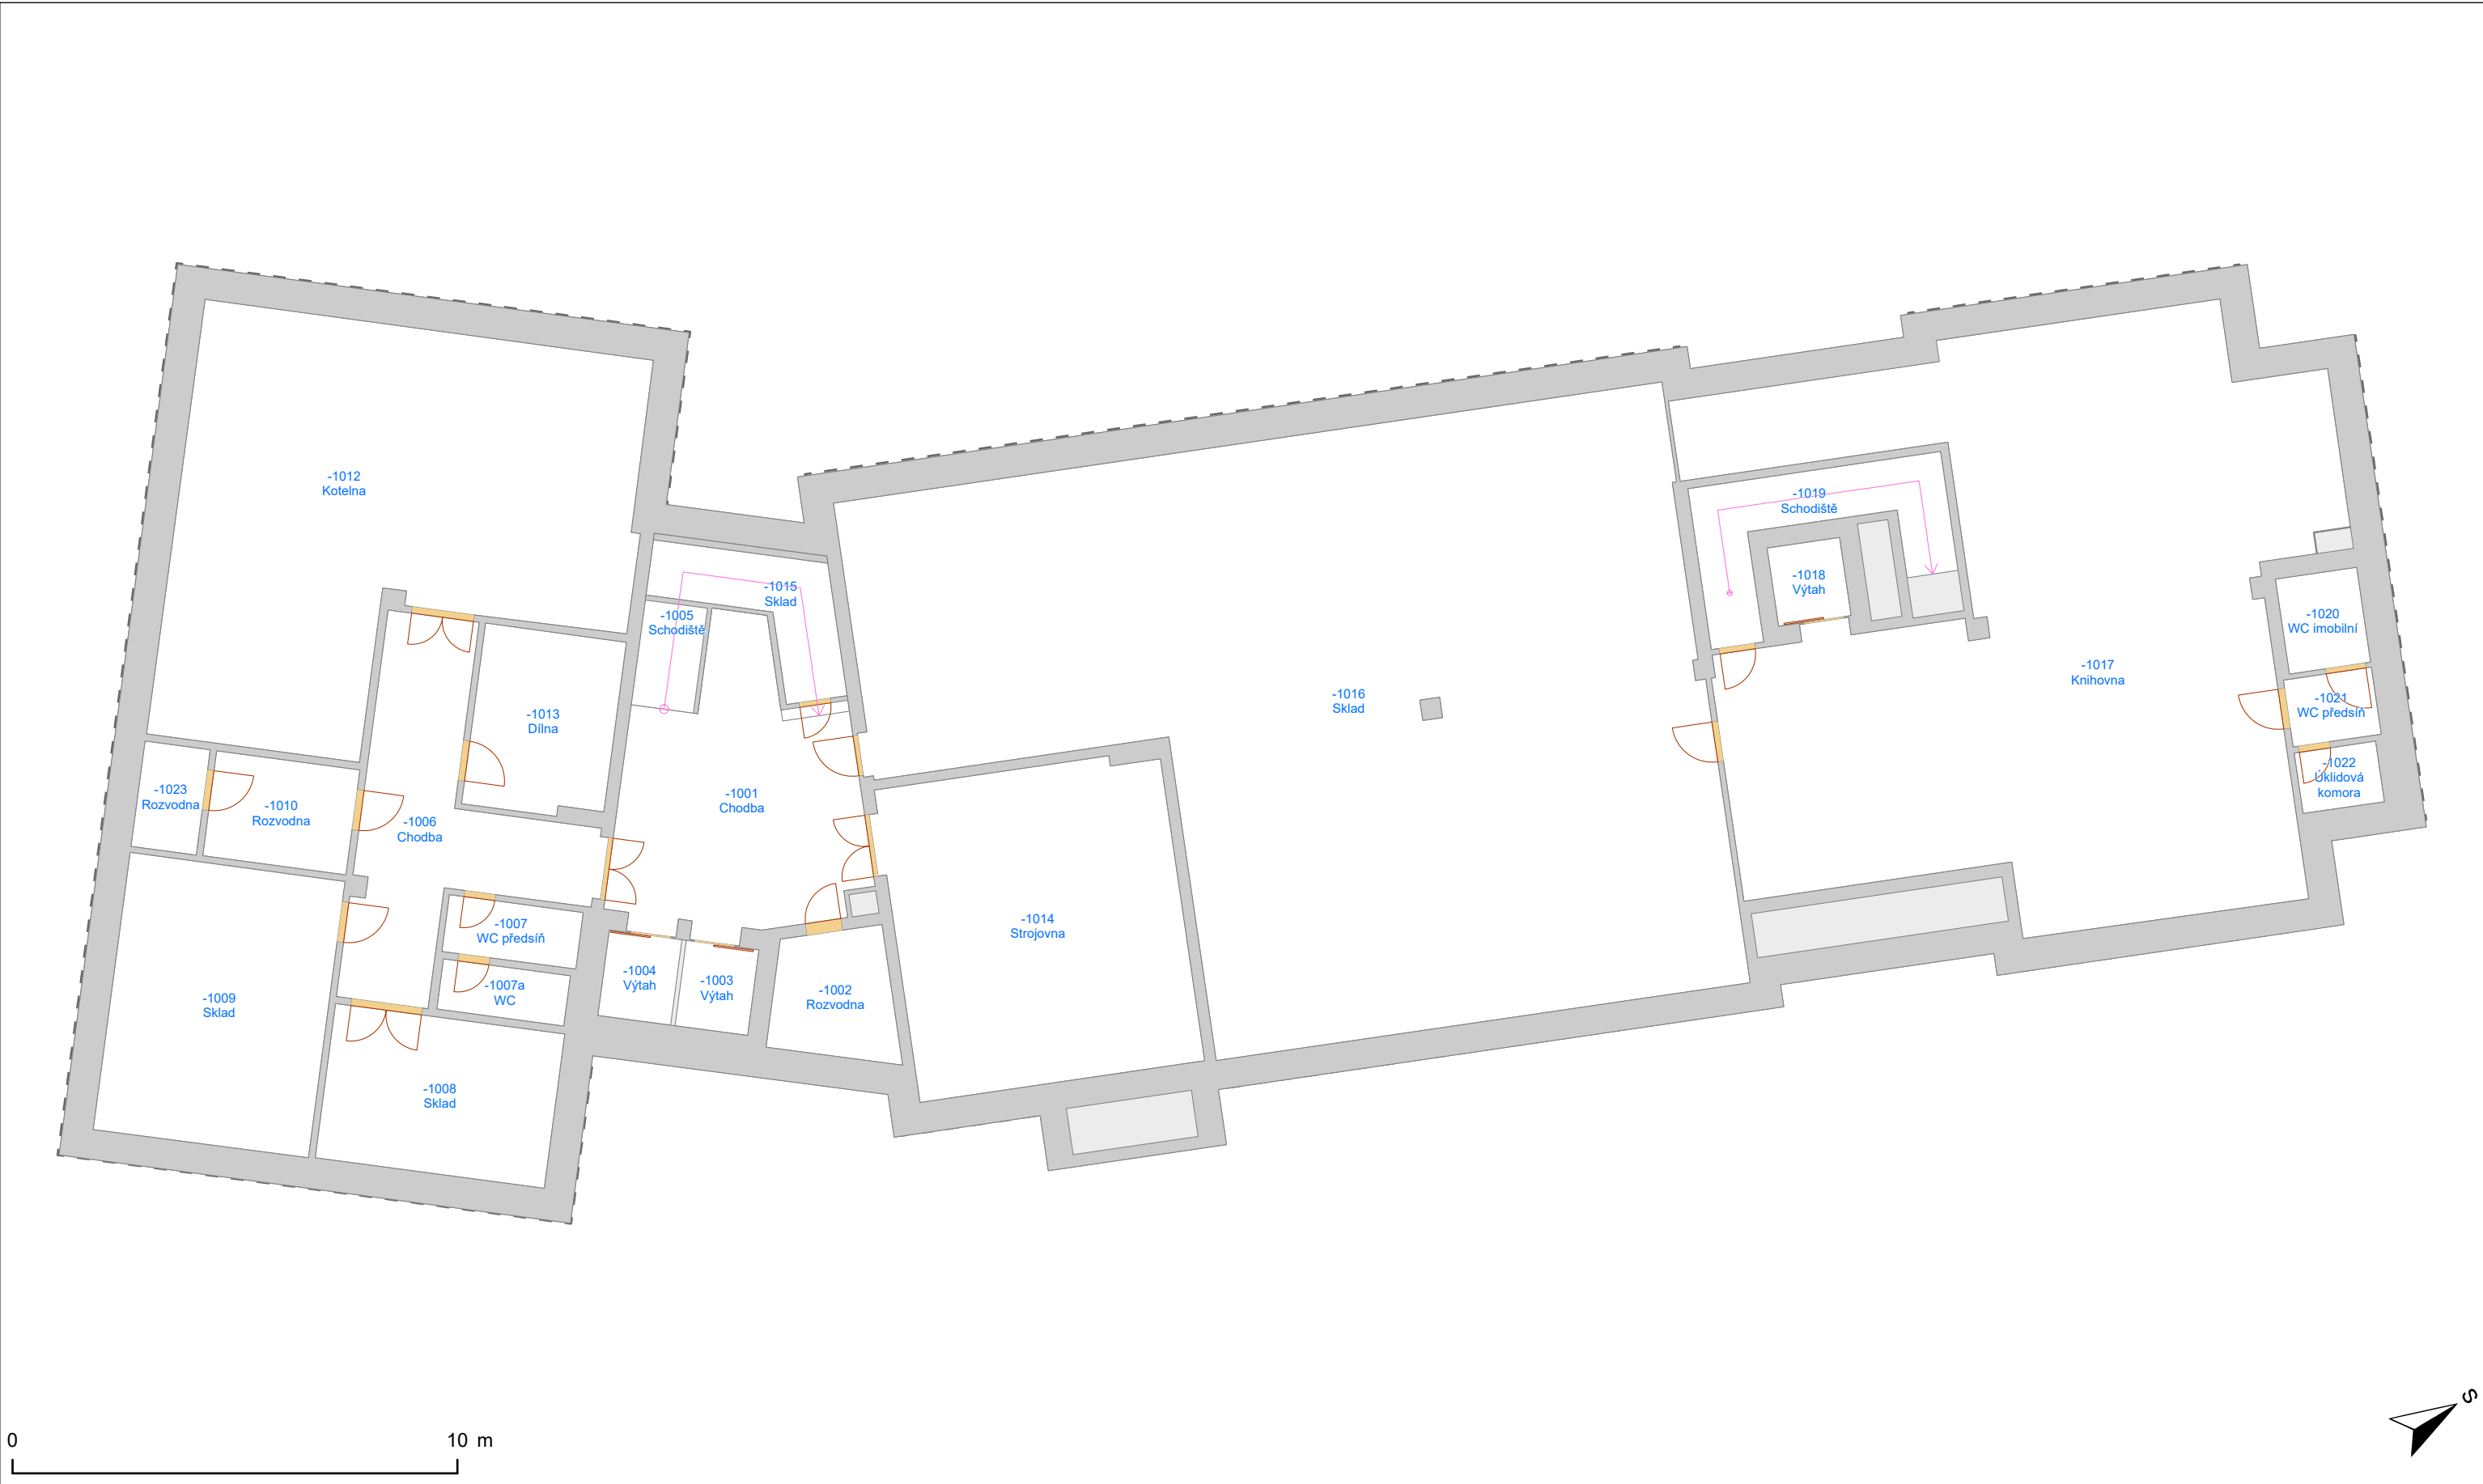 -1012
Kotelna
-1019
Schodiště
-1018
Výtah
-1015
Sklad
-1005
Schodiště
-1020
WC imobilní
-1017
Knihovna
-1016
Sklad
-1021
WC předsíň
-1013
Dílna
-1022
Úklidová
komora
-1023
Rozvodna
-1010
Rozvodna
-1001
Chodba
-1006
Chodba
-1007
WC předsíň
-1014
Strojovna
-1004
Výtah
-1003
Výtah
-1007a
WC
-1002
Rozvodna
-1009
Sklad
-1008
Sklad
S
0 10 m